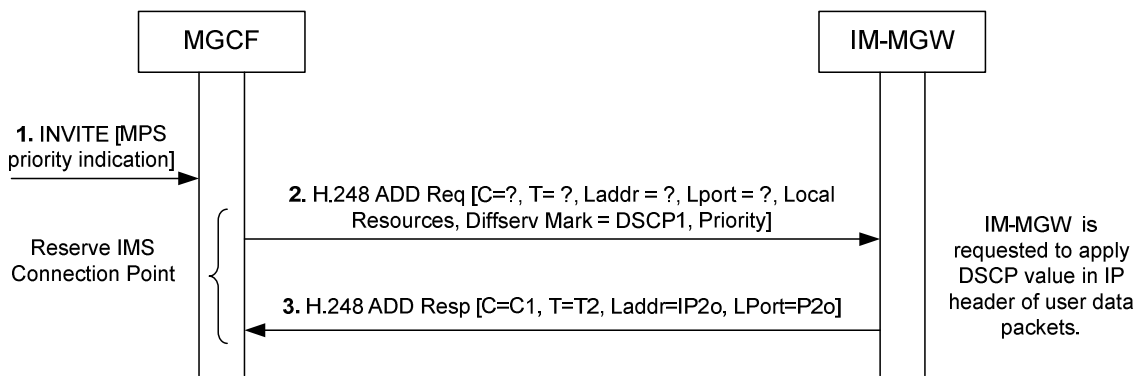 MGCF
IM-MGW
1. INVITE [MPS
priority indication]
2. H.248 ADD Req [C=?, T= ?, Laddr = ?, Lport = ?, Local
Resources, Diffserv Mark = DSCP1, Priority]
Reserve IMS
Connection Point
IM-MGW is
requested to apply
DSCP value in IP
header of user data
packets.
3. H.248 ADD Resp [C=C1, T=T2, Laddr=IP2o, LPort=P2o]